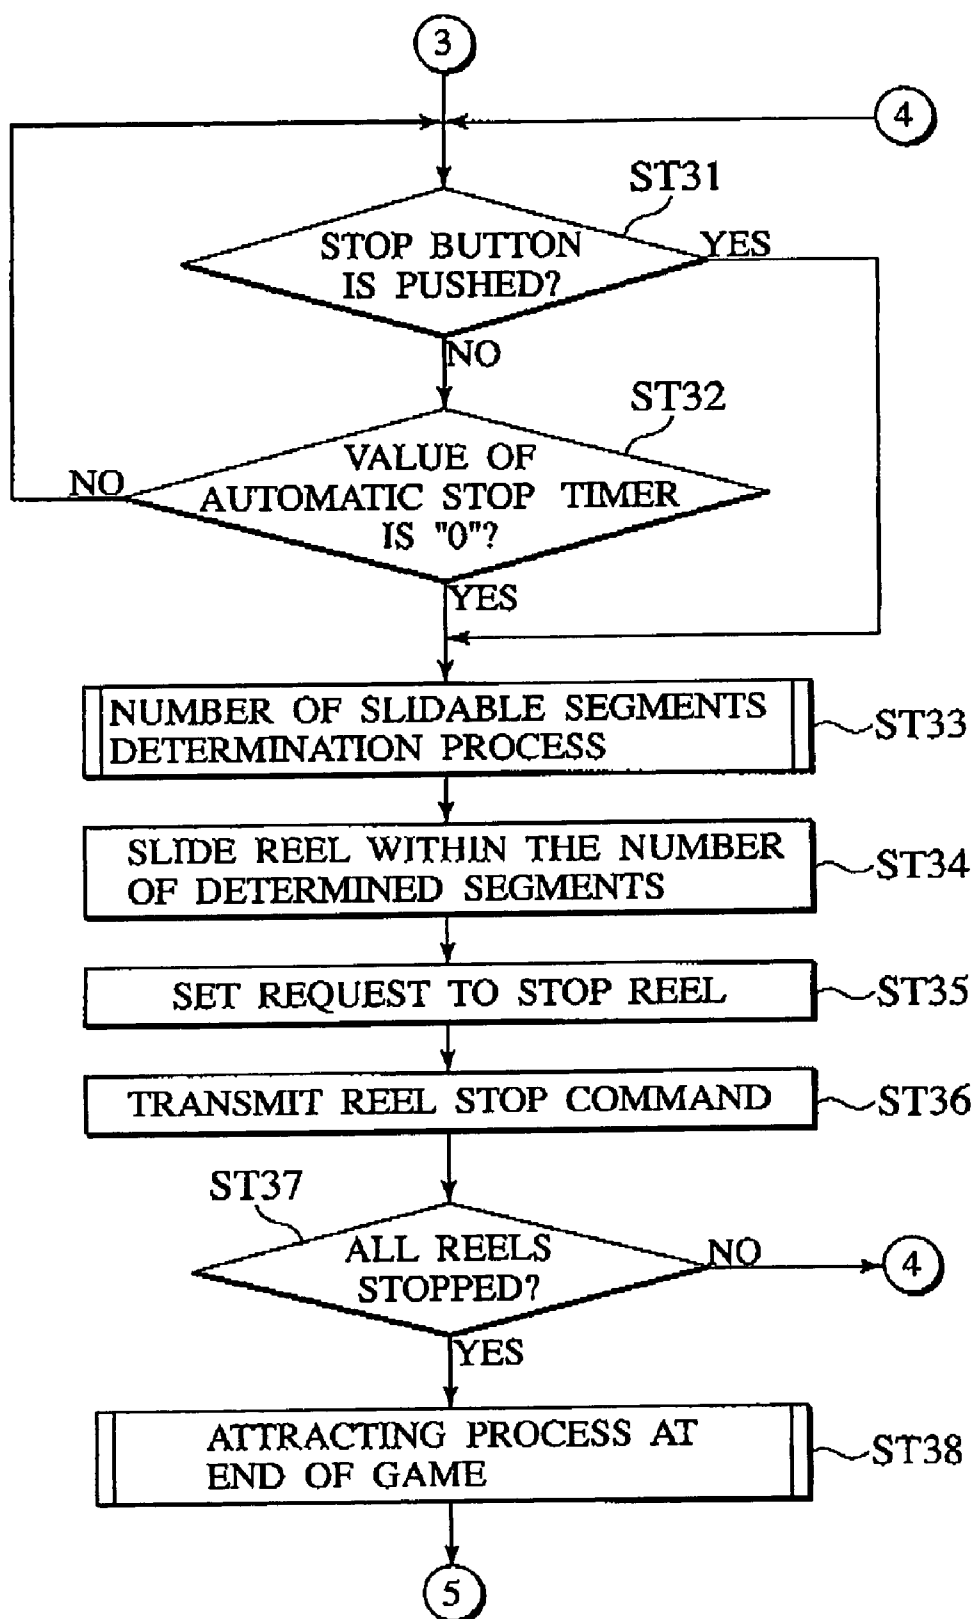 3
4
ST31
STOP BUTTON
IS PUSHED?
YES
NO
ST32
VALUE OF
AUTOMATIC STOP TIMER
IS "0"?
NO
YES
NUMBER OF SLIDABLE SEGMENTS
DETERMINATION PROCESS
ST33
SLIDE REEL WITHIN THE NUMBER
OF DETERMINED SEGMENTS
ST34
SET REQUEST TO STOP REEL
ST35
TRANSMIT REEL STOP COMMAND
ST36
ST37
ALL REELS
STOPPED?
NO
4
YES
ATTRACTING PROCESS AT
END OF GAME
ST38
5